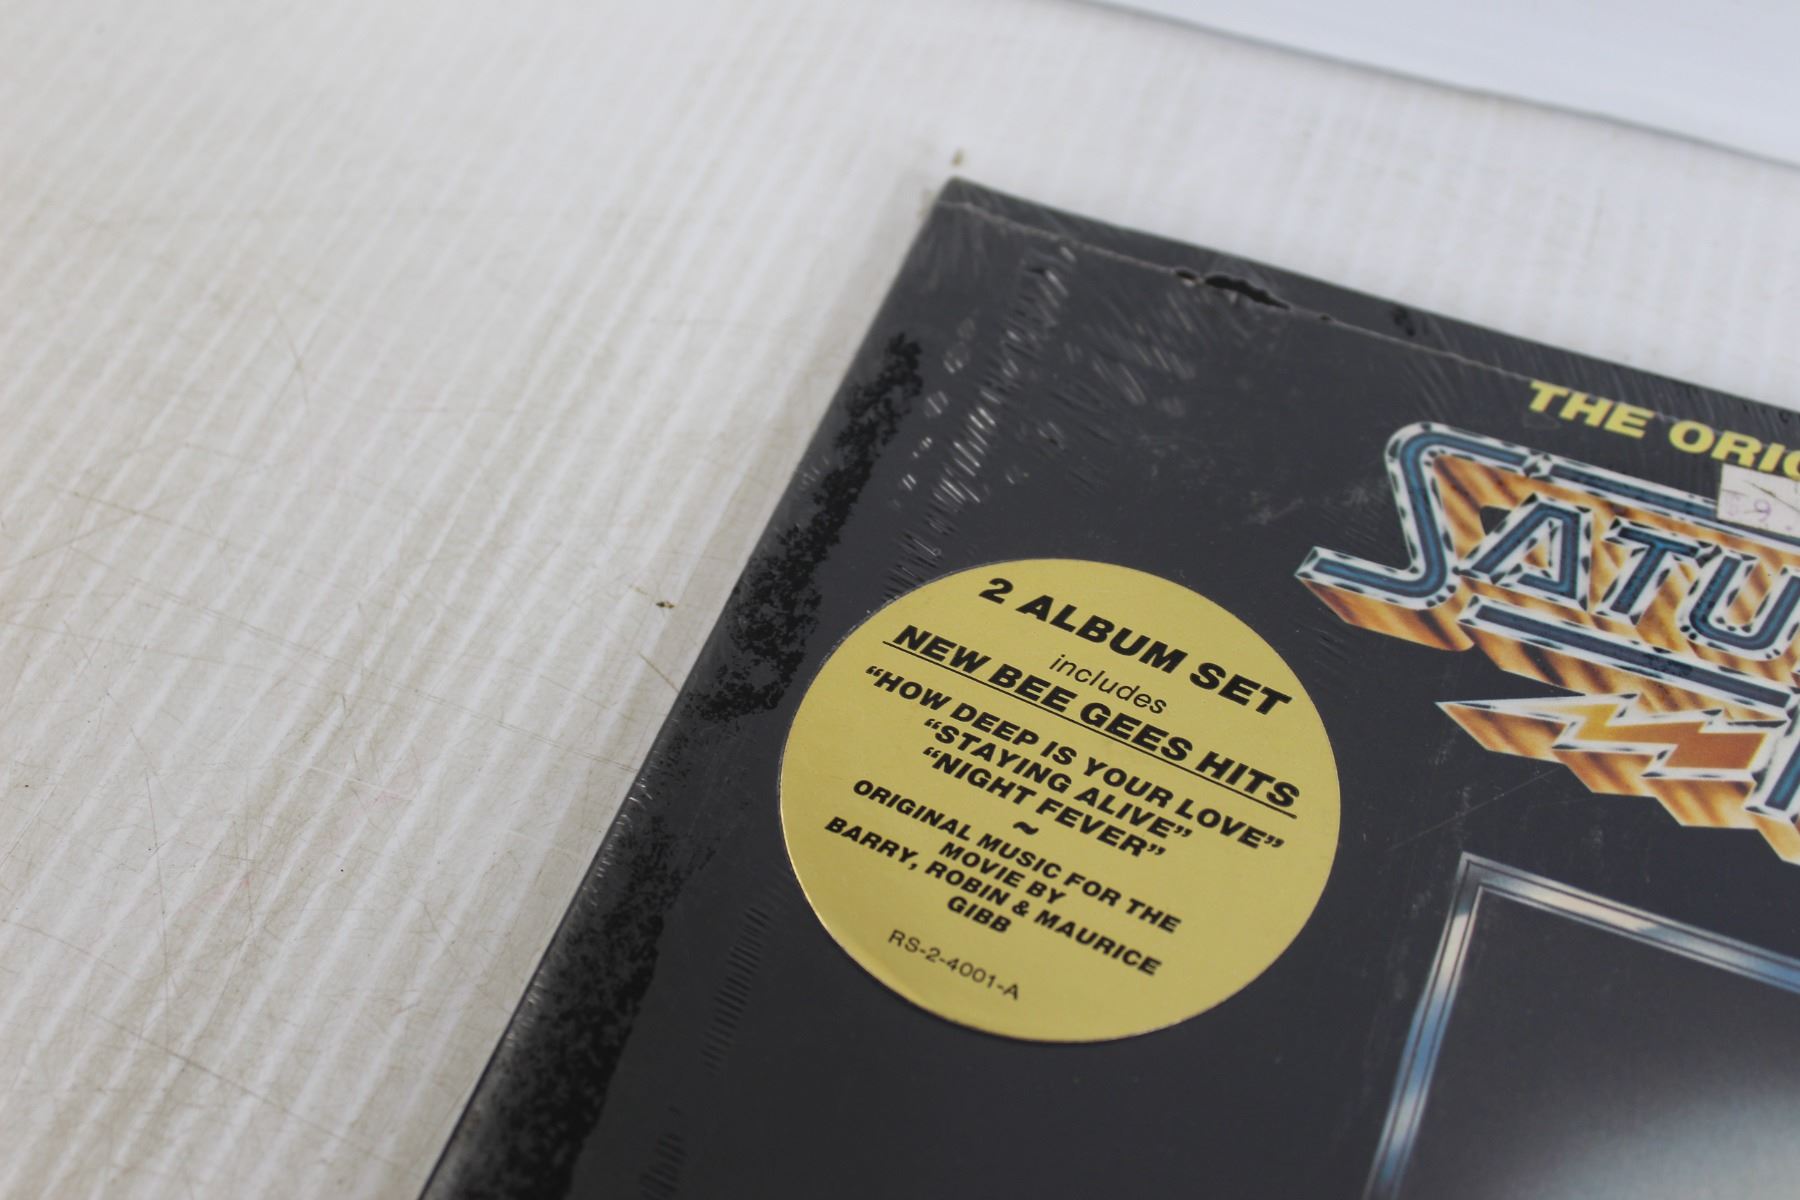 THE ORIG
SATU
2 ALBUM SET
includes
NEW BEE GEES HITS
“HOW DEEP IS YOUR LOVE”
“STAYING ALIVE”
“NIGHT FEVER”
~
ORIGINAL MUSIC FOR THE
MOVIE BY
BARRY, ROBIN & MAURICE
GIBB
RS-2-4001-A